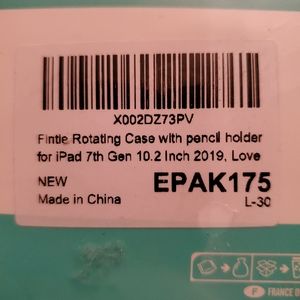 X002DZ73PV
Fintie Rotating Case with pencil holder
for iPad 7th Gen 10.2 Inch 2019, Love
NEW
EPAK175
Made in China
L-30
F FRANCE